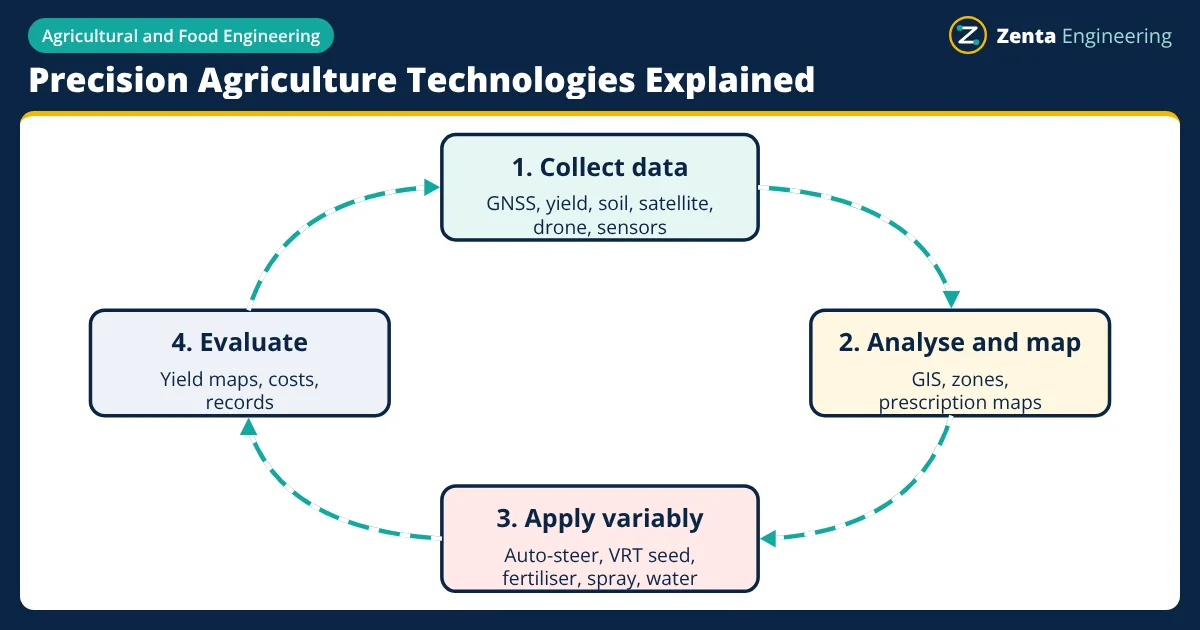 Agricultural and Food Engineering
Zenta Engineering
Precision Agriculture Technologies Explained
1. Collect data
GNSS, yield, soil, satellite,
drone, sensors
2. Analyse and map
GIS, zones,
prescription maps
3. Apply variably
Auto-steer, VRT seed,
fertiliser, spray, water
4. Evaluate
Yield maps, costs,
records